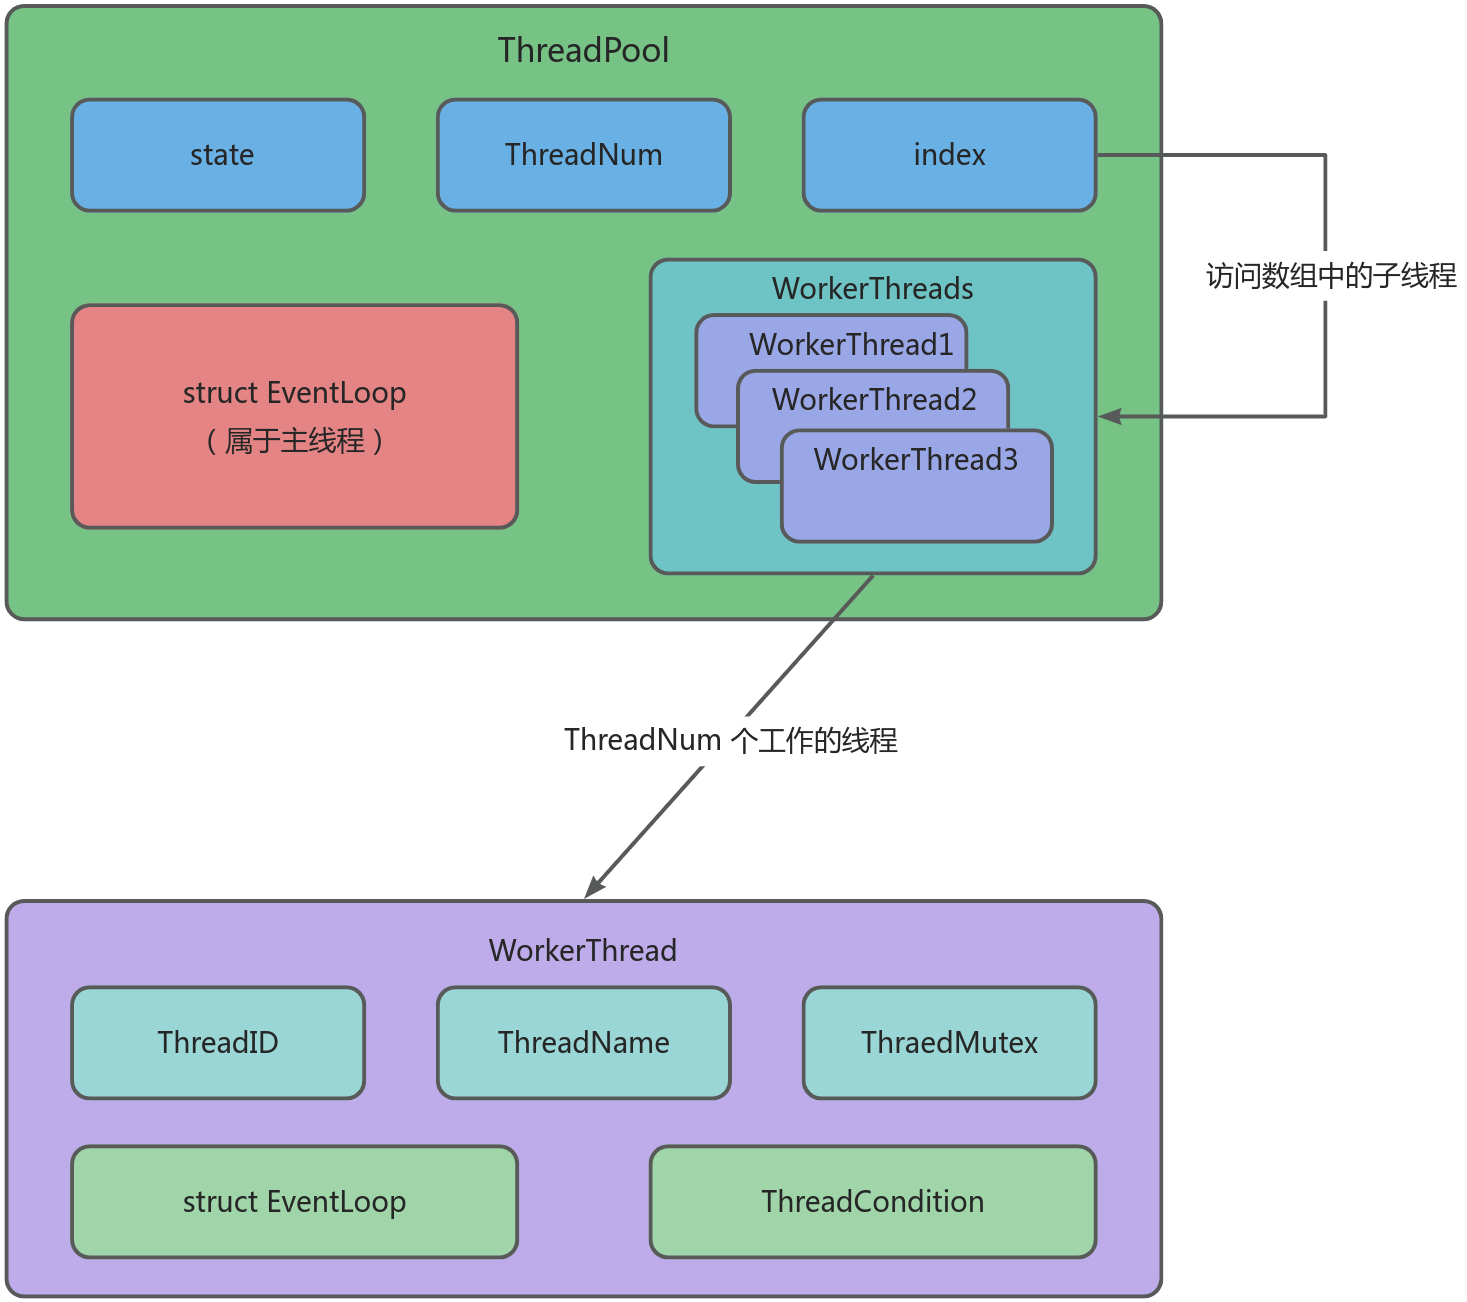 ThreadPool
state
ThreadNum
index
访问数组中的子线程
WorkerThreads
WorkerThread1
WorkerThread2
WorkerThread3
struct EventLoop
（属于主线程）
ThreadNum 个工作的线程
WorkerThread
ThreadID
ThreadName
ThraedMutex
struct EventLoop
ThreadCondition